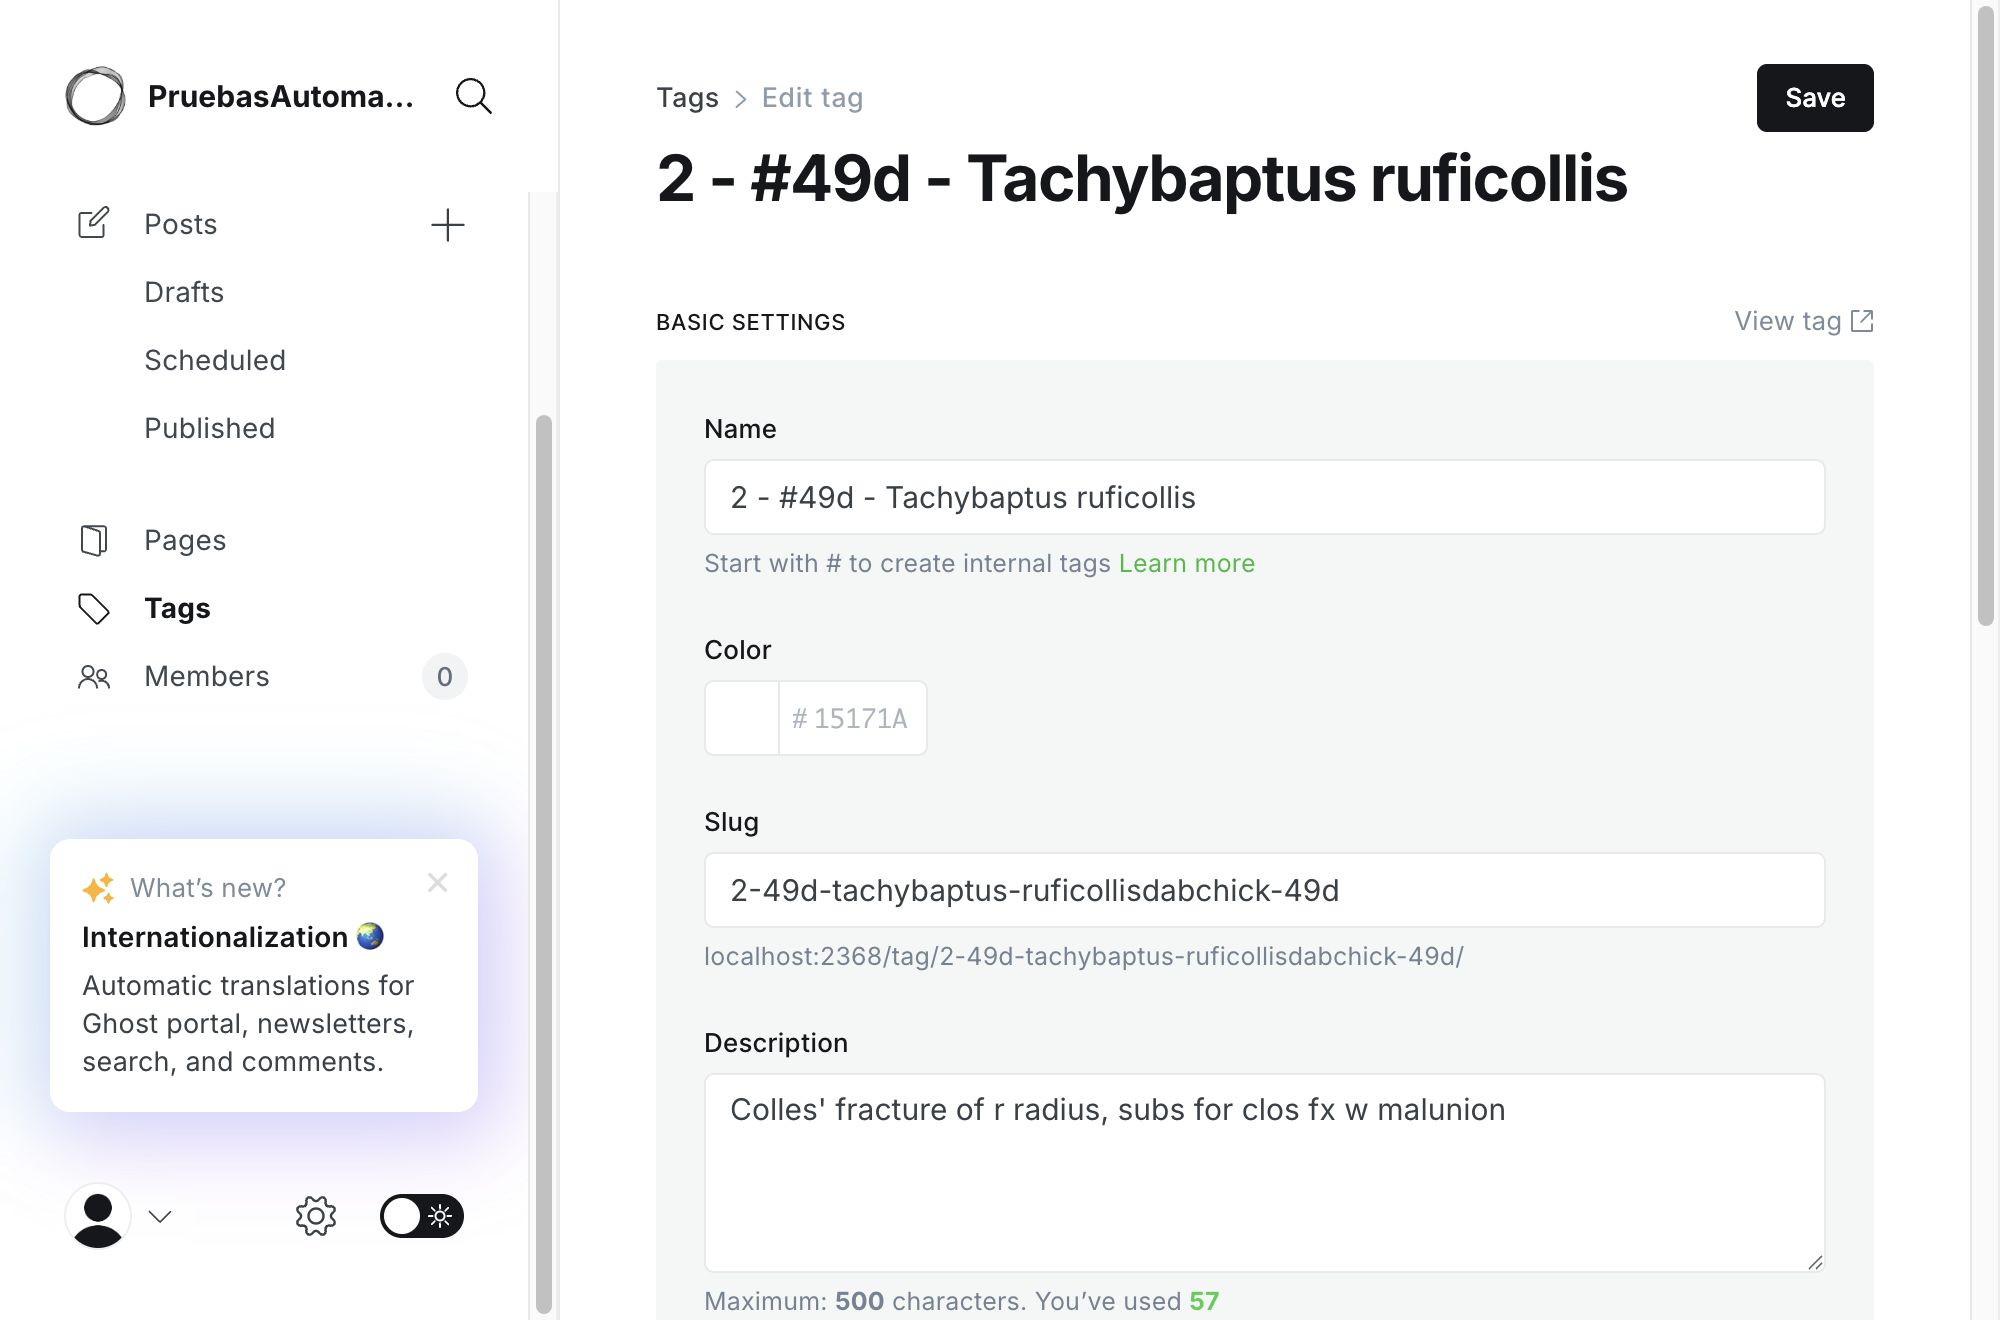 PruebasAutoma...
Posts
Drafts
Scheduled
Published
Pages
Tags
Members
0
What's new?
Internationalization 🌏
Automatic translations for
Ghost portal, newsletters,
search, and comments.
Tags > Edit tag
Save
2 - #49d - Tachybaptus ruficollis
BASIC SETTINGS
View tag
Name
2 - #49d - Tachybaptus ruficollis
Start with # to create internal tags Learn more
Color
# 15171A
Slug
2-49d-tachybaptus-ruficollisdabchick-49d
localhost:2368/tag/2-49d-tachybaptus-ruficollisdabchick-49d/
Description
Colles' fracture of r radius, subs for clos fx w malunion
Maximum: 500 characters. You’ve used 57